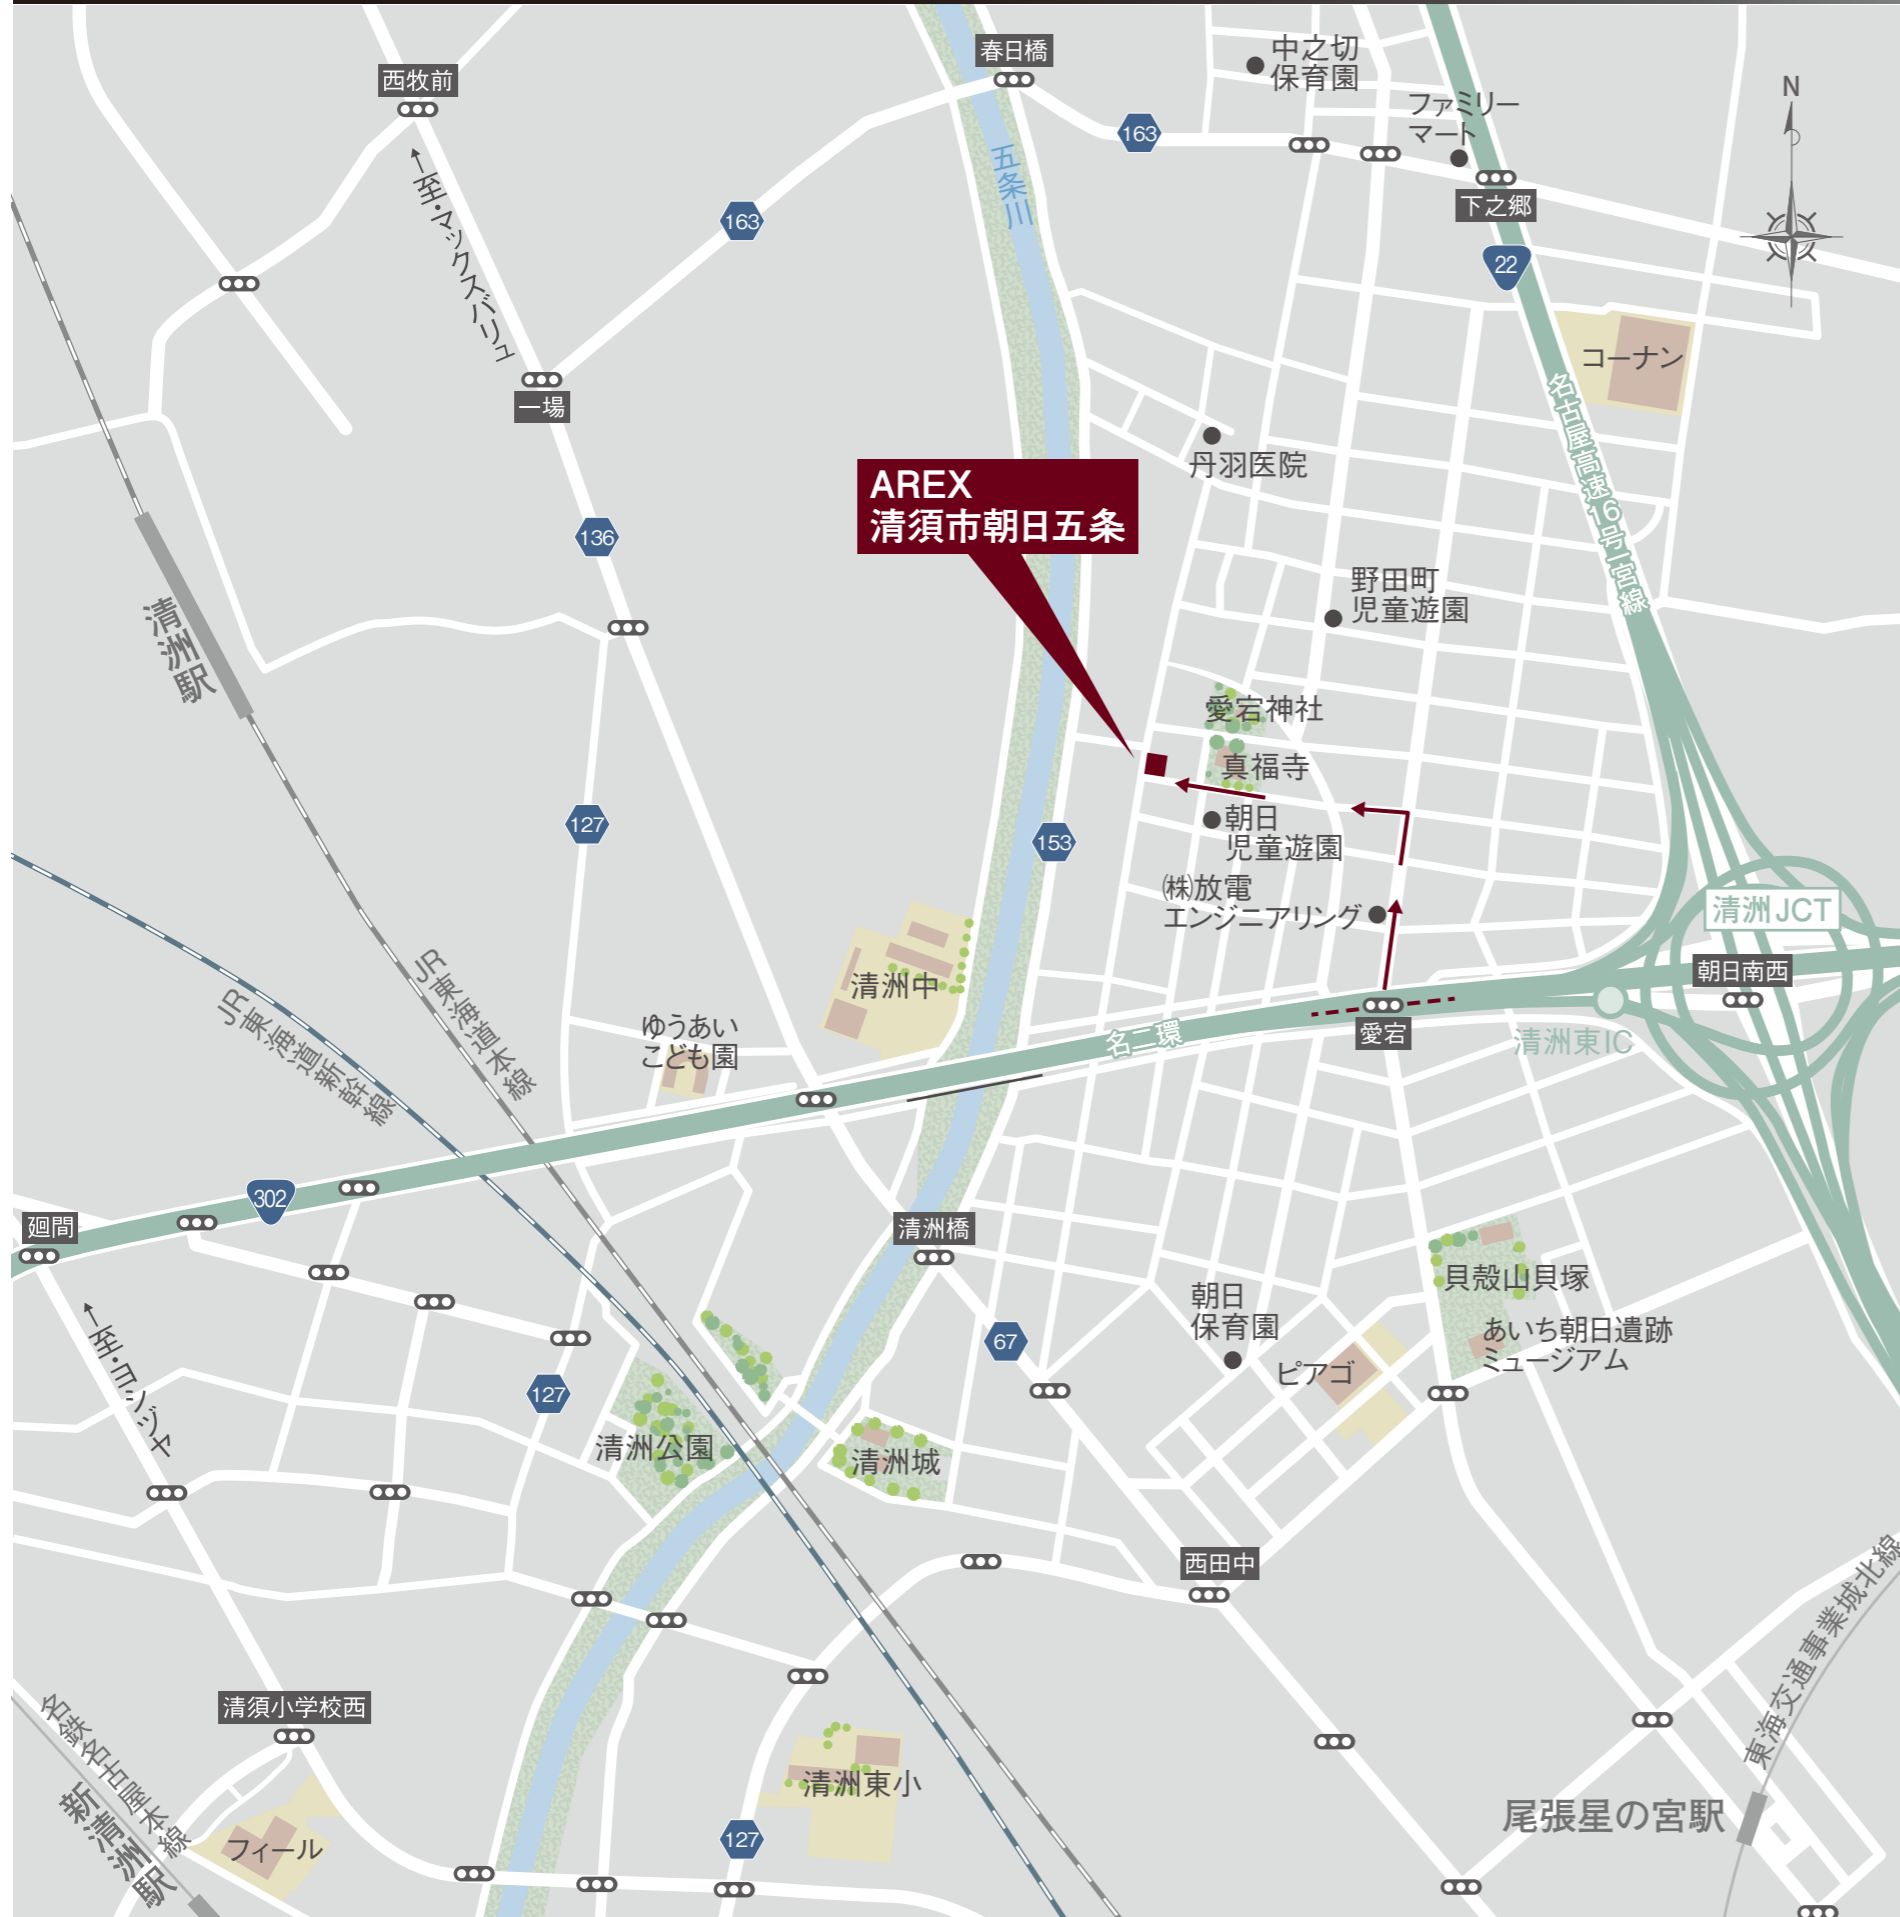 春日橋
中之切
保育園
西牧前
N
ファミリー
マート
163
←至・マックスバリュ
五条川
163
下之郷
22
コーナン
一場
名古屋高速16号一宮線
丹羽医院
AREX
清須市朝日五条
136
野田町
児童遊園
清洲駅
愛宕神社
真福寺
127
153
朝日
児童遊園
㈱放電
エンジニアリング
清洲JCT
朝日南西
清洲中
JR東海道本線
JR東海道新幹線
ゆうあい
こども園
名二環
愛宕
清洲東IC
302
廻間
清洲橋
貝殻山貝塚
朝日
保育園
67
あいち朝日遺跡
ミュージアム
ピアゴ
←至・ヨシヅヤ
127
清洲公園
清洲城
西田中
東海交通事業城北線
清須小学校西
名鉄名古屋本線
新清洲駅
清洲東小
尾張星の宮駅
127
フィール